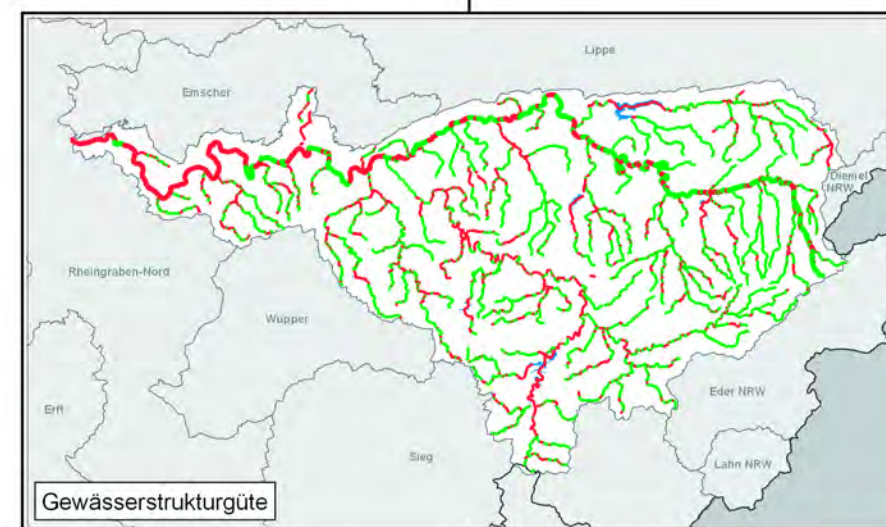 Lippe
Emscher
Diemel
NRW
Rheingraben-Nord
Wupper
Erft
Eder NRW
Sieg
Lahn NRW
Gewässerstrukturgüte